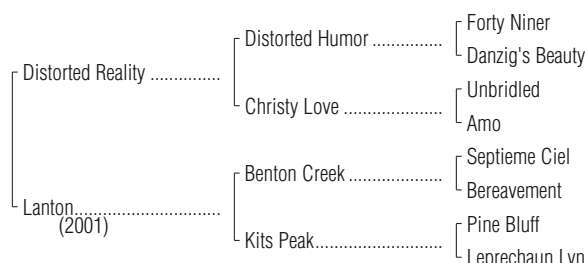 Forty Niner
Distorted Humor ................
Danzig's Beauty
Distorted Reality ................
Unbridled
Christy Love ......................
Amo
Septieme Ciel
Benton Creek .....................
Bereavement
Lanton.................................
(2001)
Pine Bluff
Kits Peak.............................
Leprechaun Lyn